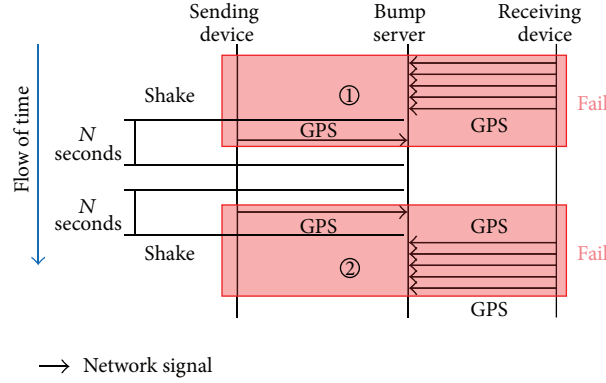 Sending
device
Bump
server
Receiving
device
Flow of time
Shake
①
Fail
N
seconds
GPS
GPS
N
seconds
GPS
GPS
Shake
②
Fail
GPS
Network signal